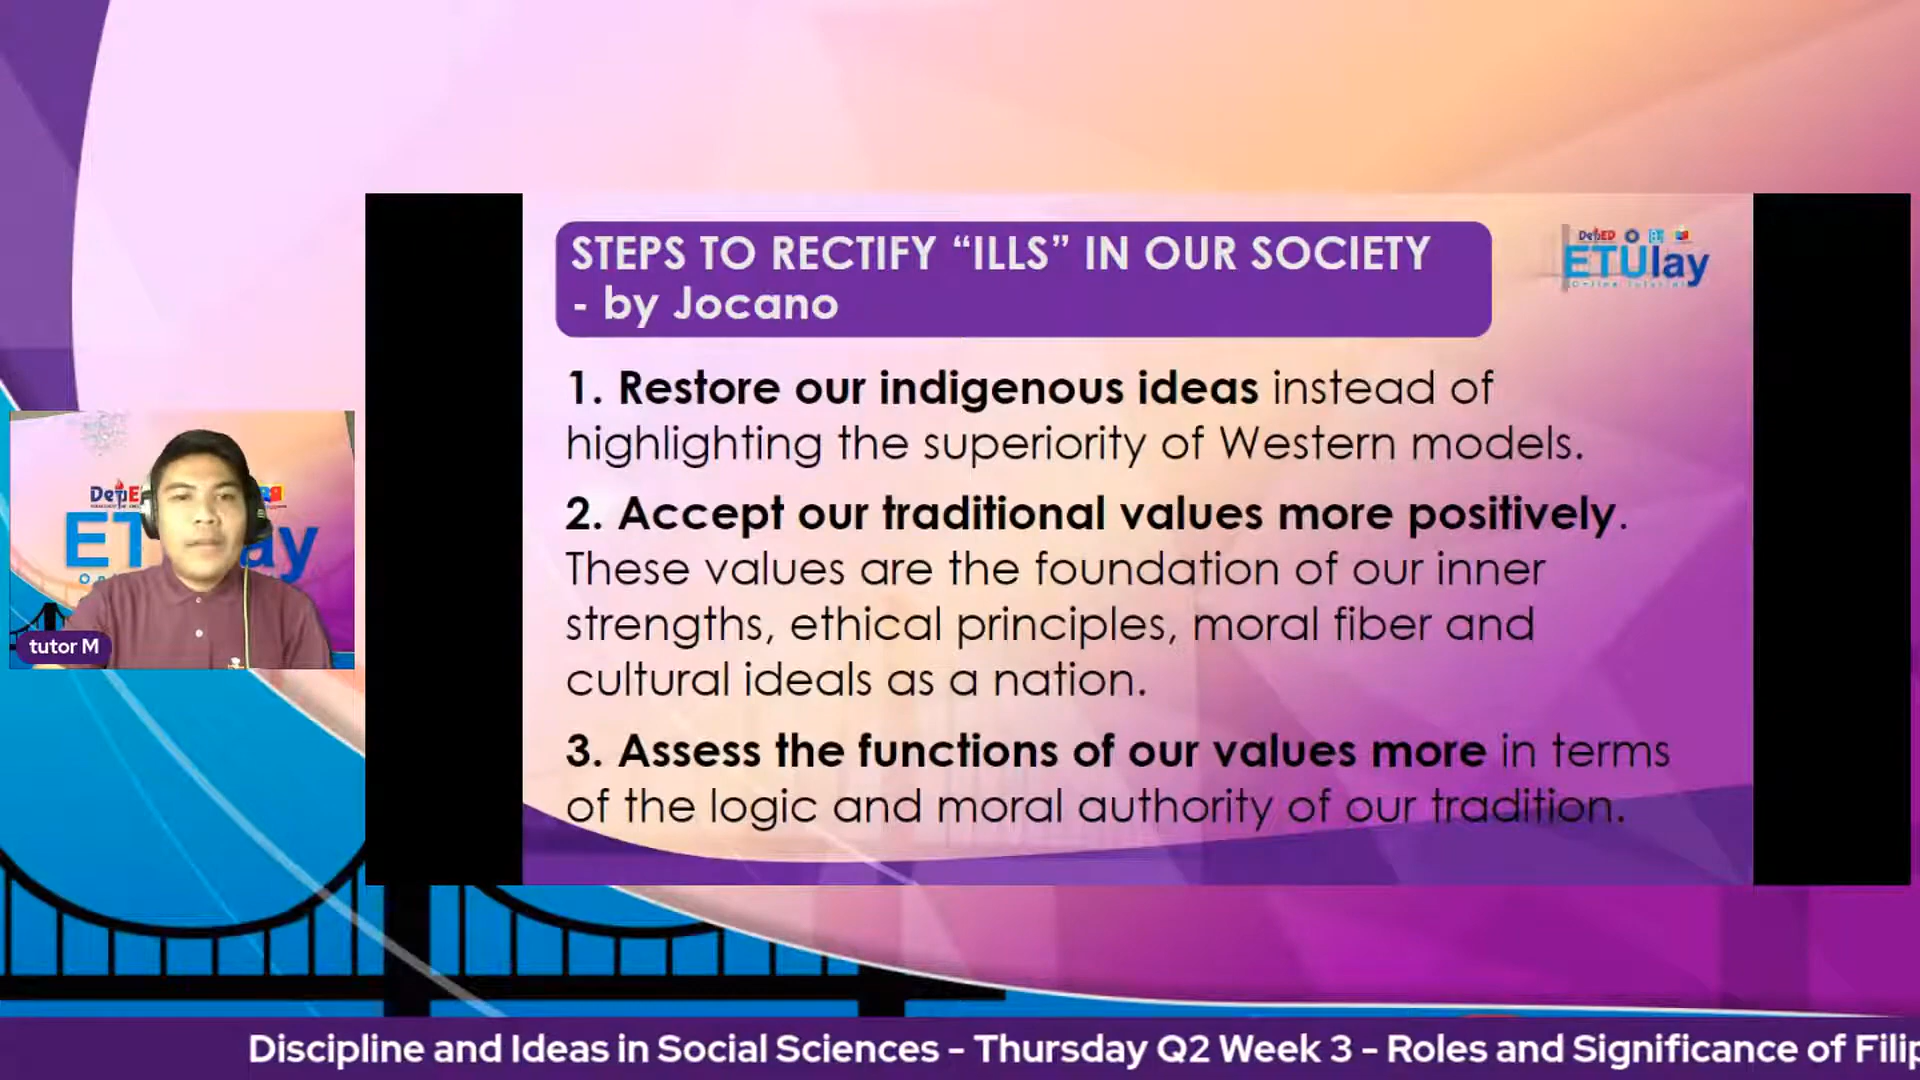 STEPS TO RECTIFY “ILLS” IN OUR SOCIETY
- by Jocano
DepED
ETUlay
Online Tutorial
1. Restore our indigenous ideas instead of
highlighting the superiority of Western models.
2. Accept our traditional values more positively.
These values are the foundation of our inner
strengths, ethical principles, moral fiber and
cultural ideals as a nation.
3. Assess the functions of our values more in terms
of the logic and moral authority of our tradition.
tutor M
Discipline and Ideas in Social Sciences - Thursday Q2 Week 3 - Roles and Significance of Filip